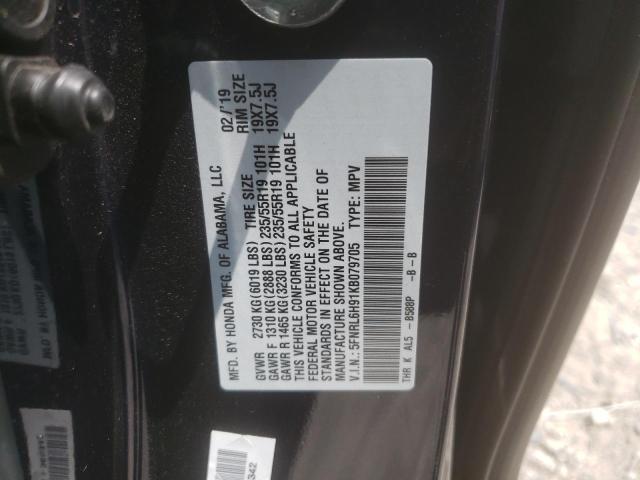 MFD. BY HONDA MFG. OF ALABAMA, LLC 02/'19
TIRE SIZE RIM SIZE
GVWR 2730 KG(6019 LBS)
GAWR F 1310 KG(2888 LBS) 235/55R19 101H 19X7.5J
GAWR R 1465 KG(3230 LBS) 235/55R19 101H 19X7.5J
THIS VEHICLE CONFORMS TO ALL APPLICABLE
FEDERAL MOTOR VEHICLE SAFETY
STANDARDS IN EFFECT ON THE DATE OF
MANUFACTURE SHOWN ABOVE.
V.I.N.: 5FNRL6H91KB079705 TYPE: MPV
THR K AL5 - B588P - B - B
342